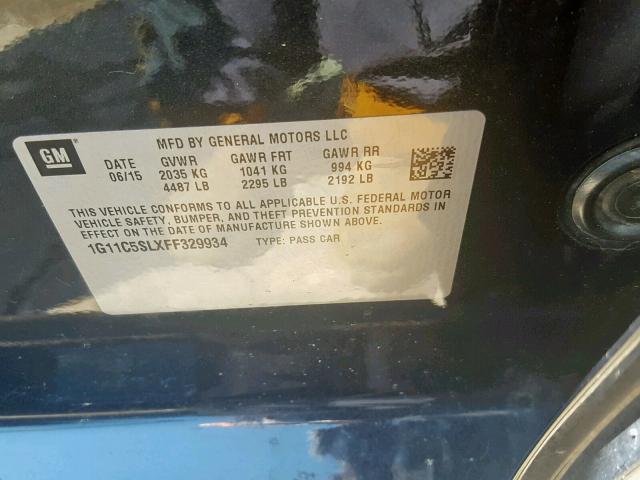 GM
MFD BY GENERAL MOTORS LLC
DATE GVWR GAWR FRT GAWR RR
06/15 2035 KG 1041 KG 994 KG
4487 LB 2295 LB 2192 LB
THIS VEHICLE CONFORMS TO ALL APPLICABLE U.S. FEDERAL MOTOR
VEHICLE SAFETY, BUMPER, AND THEFT PREVENTION STANDARDS IN
EFFECT ON THE DATE OF MANUFACTURE SHOWN ABOVE.
1G11C5SLXFF329934 TYPE: PASS CAR